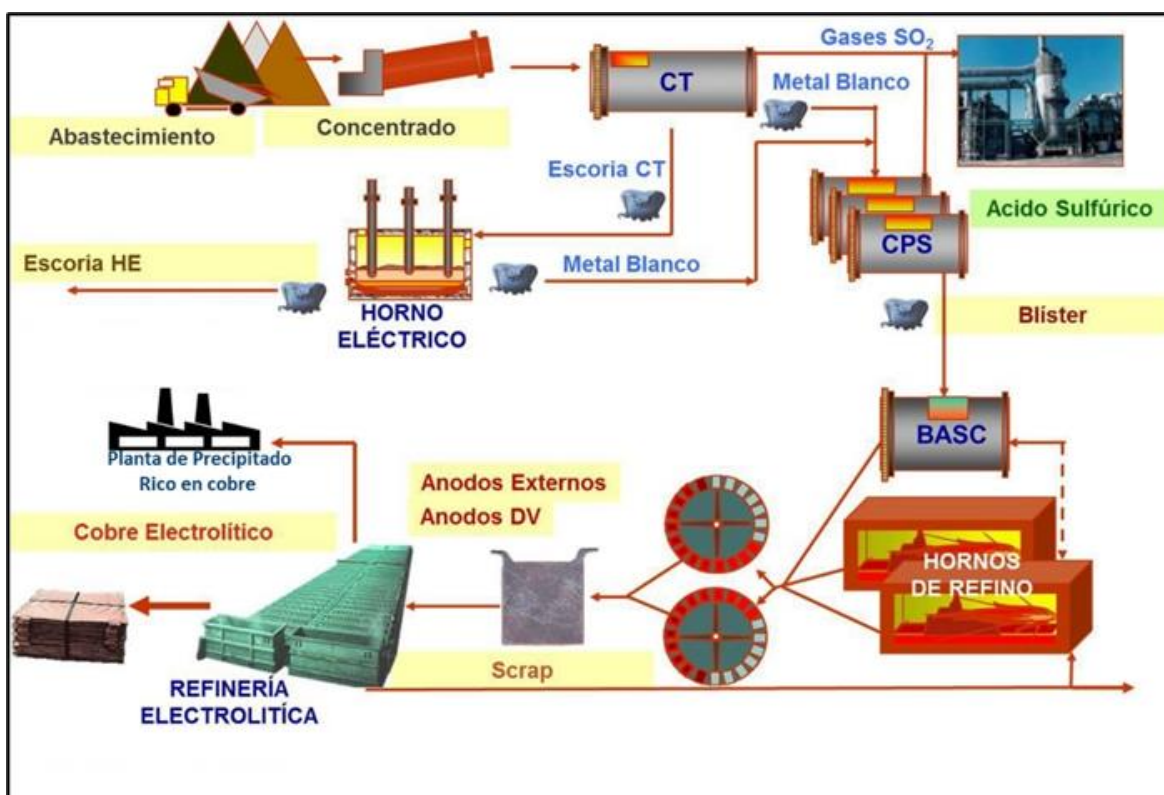 Gases SO₂
CT
Metal Blanco
Abastecimiento
Concentrado
Escoria CT
Acido Sulfúrico
CPS
Escoria HE
Metal Blanco
HORNO
ELÉCTRICO
Blíster
BASC
Planta de Precipitado
Rico en cobre
Anodos Externos
Anodos DV
Cobre Electrolítico
HORNOS
DE REFINO
Scrap
REFINERÍA
ELECTROLITÍCA